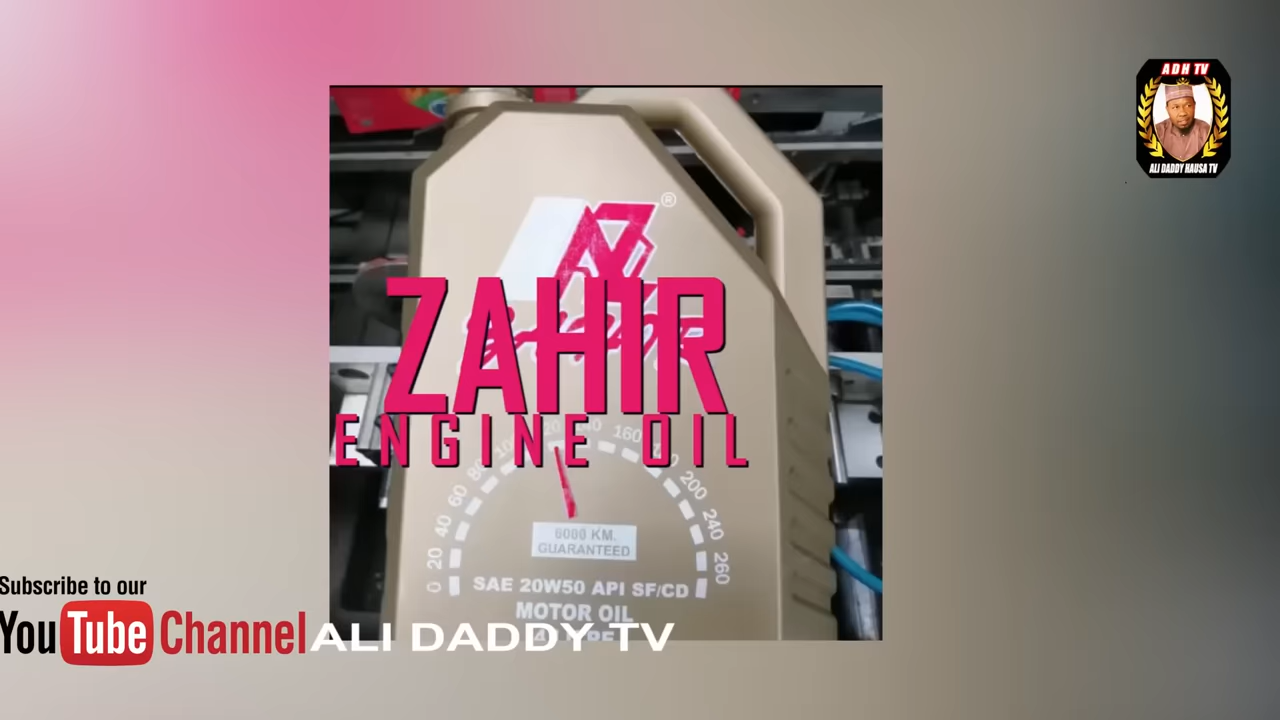 ADH TV
ALI DADDY HAUSA TV
®
ZAHIR
ENGINE OIL
0 20 40 60 80 100 160 200 240 260
6000 KM.
GUARANTEED
SAE 20W50 API SF/CD
MOTOR OIL
Subscribe to our
YouTube Channel ALI DADDY TV